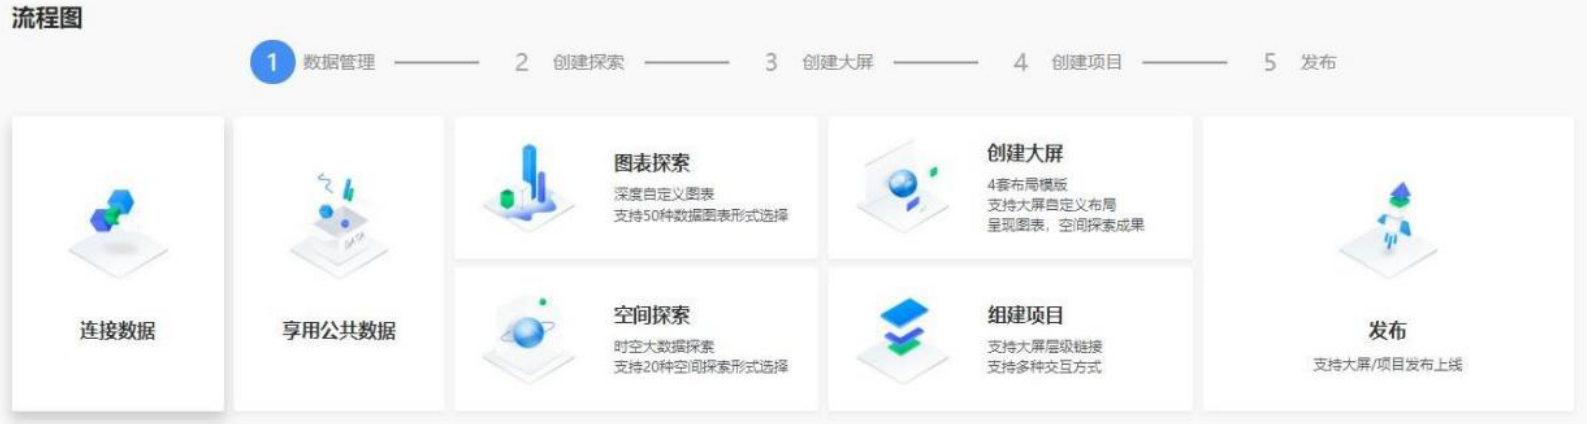 流程图
1 数据管理 2 创建探索 3 创建大屏 4 创建项目 5 发布
连接数据
享用公共数据
图表探索
深度自定义图表
支持50种数据图表形式选择
空间探索
时空大数据探索
支持20种空间探索形式选择
创建大屏
4套布局模版
支持大屏自定义布局
呈现图表，空间探索成果
组建项目
支持大屏层级链接
支持多种交互方式
发布
支持大屏/项目发布上线
DATA